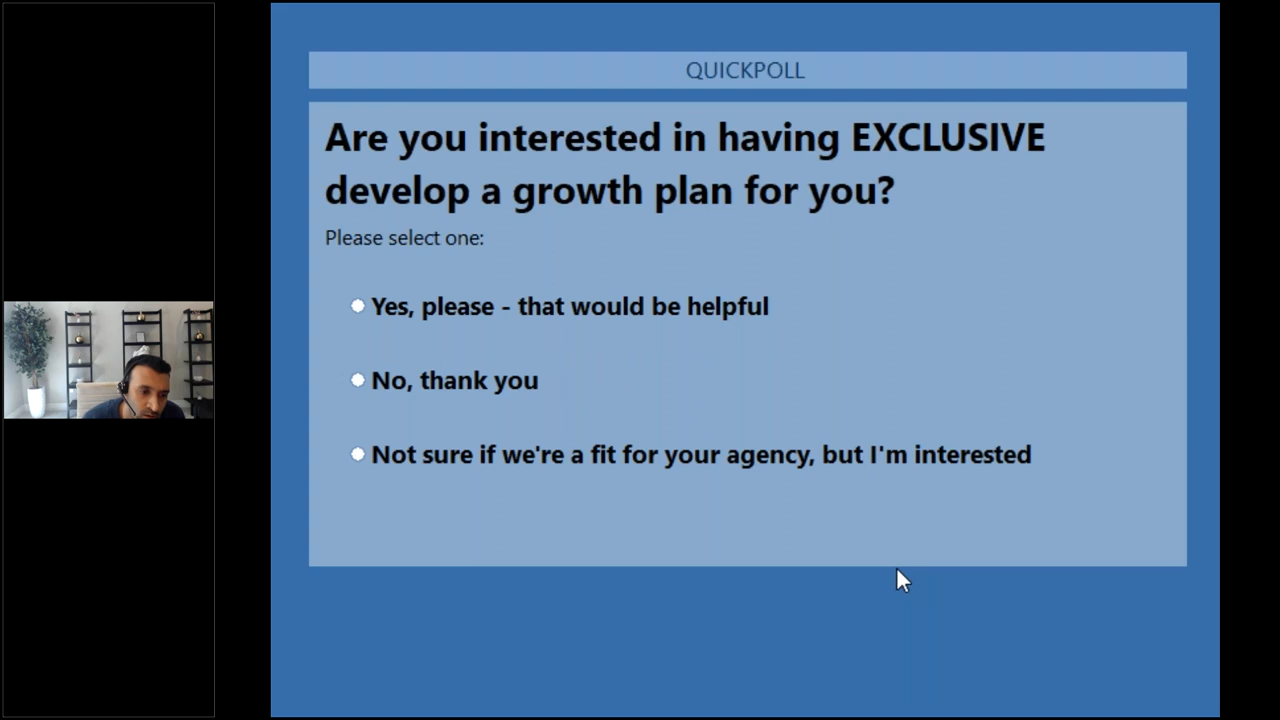 QUICKPOLL
Are you interested in having EXCLUSIVE
develop a growth plan for you?
Please select one:
Yes, please - that would be helpful
No, thank you
Not sure if we're a fit for your agency, but I'm interested